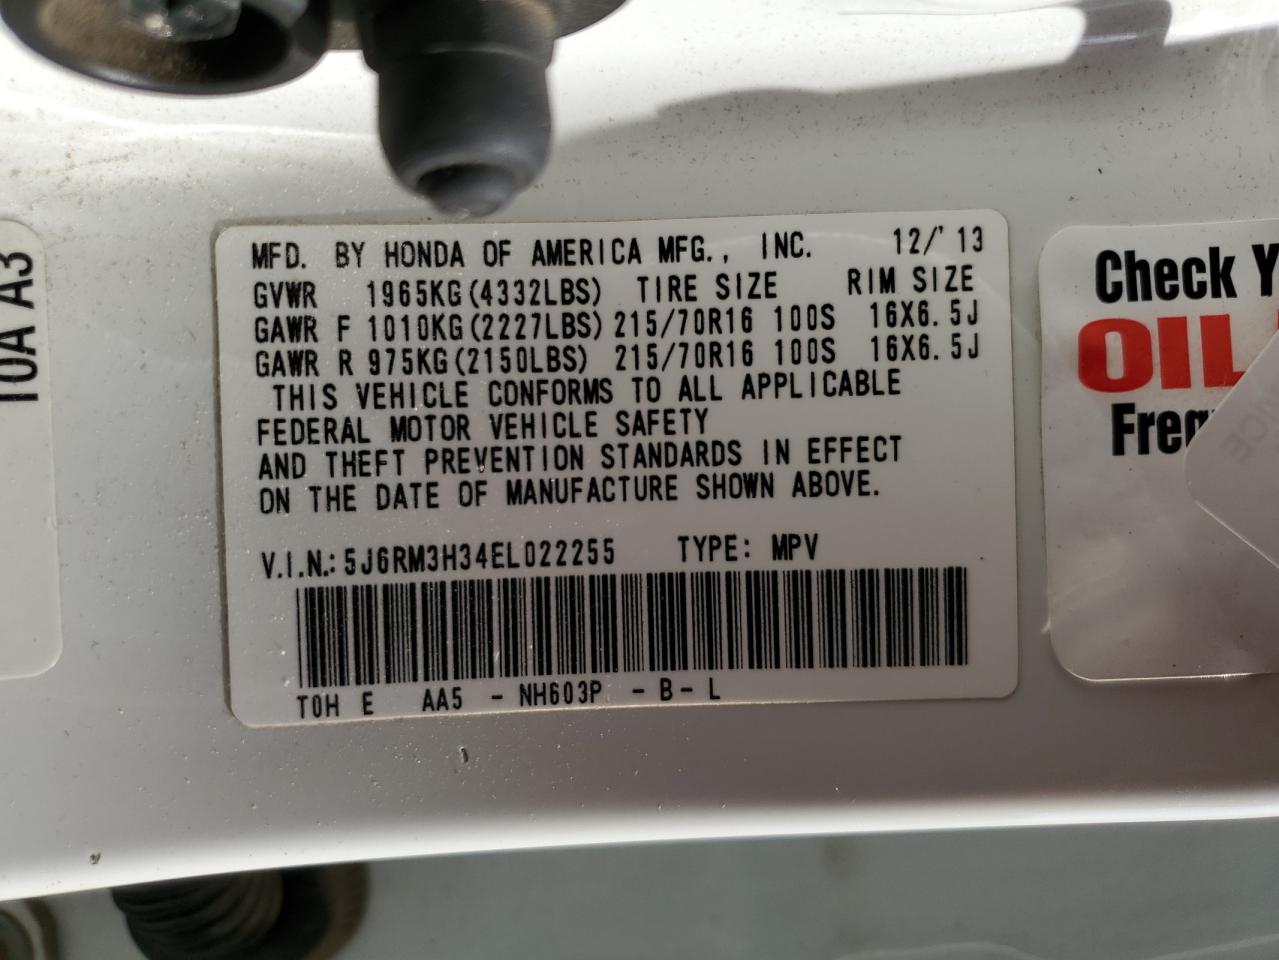 10A A3
MFD. BY HONDA OF AMERICA MFG., INC. 12/'13
GVWR 1965KG(4332LBS) TIRE SIZE RIM SIZE
GAWR F 1010KG(2227LBS) 215/70R16 100S 16X6.5J
GAWR R 975KG(2150LBS) 215/70R16 100S 16X6.5J
THIS VEHICLE CONFORMS TO ALL APPLICABLE
FEDERAL MOTOR VEHICLE SAFETY
AND THEFT PREVENTION STANDARDS IN EFFECT
ON THE DATE OF MANUFACTURE SHOWN ABOVE.
V.I.N.: 5J6RM3H34EL022255 TYPE: MPV
TOH E AA5 - NH603P - B - L
Check Y
OIL
Freq